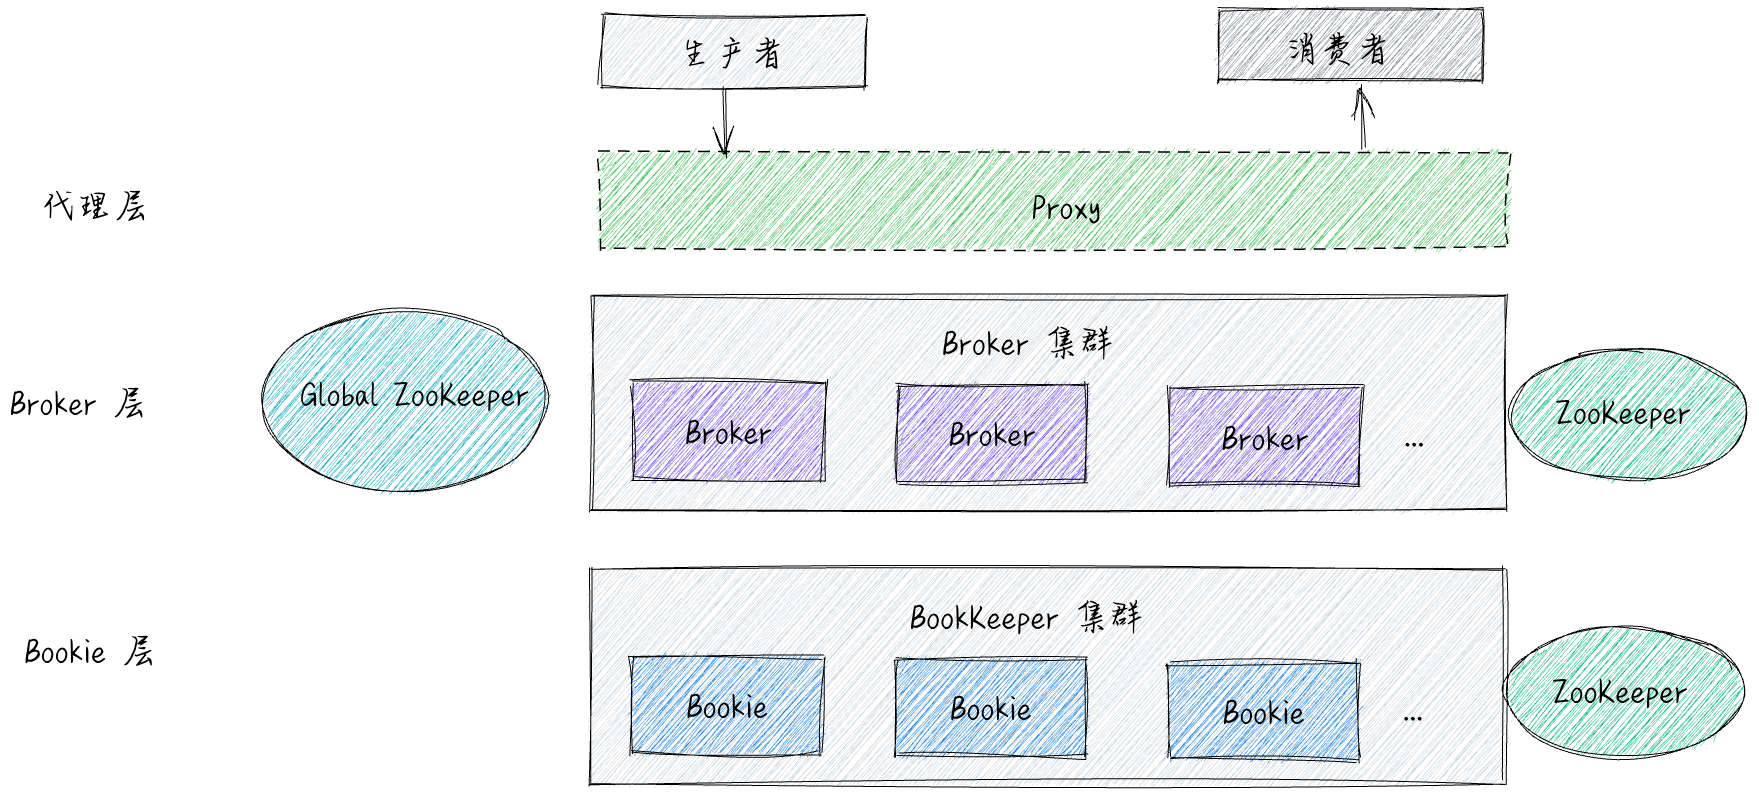 生产者
消费者
代理层
Proxy
Broker 集群
Global ZooKeeper
Broker 层
Broker
Broker
Broker
...
ZooKeeper
BookKeeper 集群
Bookie 层
Bookie
Bookie
Bookie
...
ZooKeeper